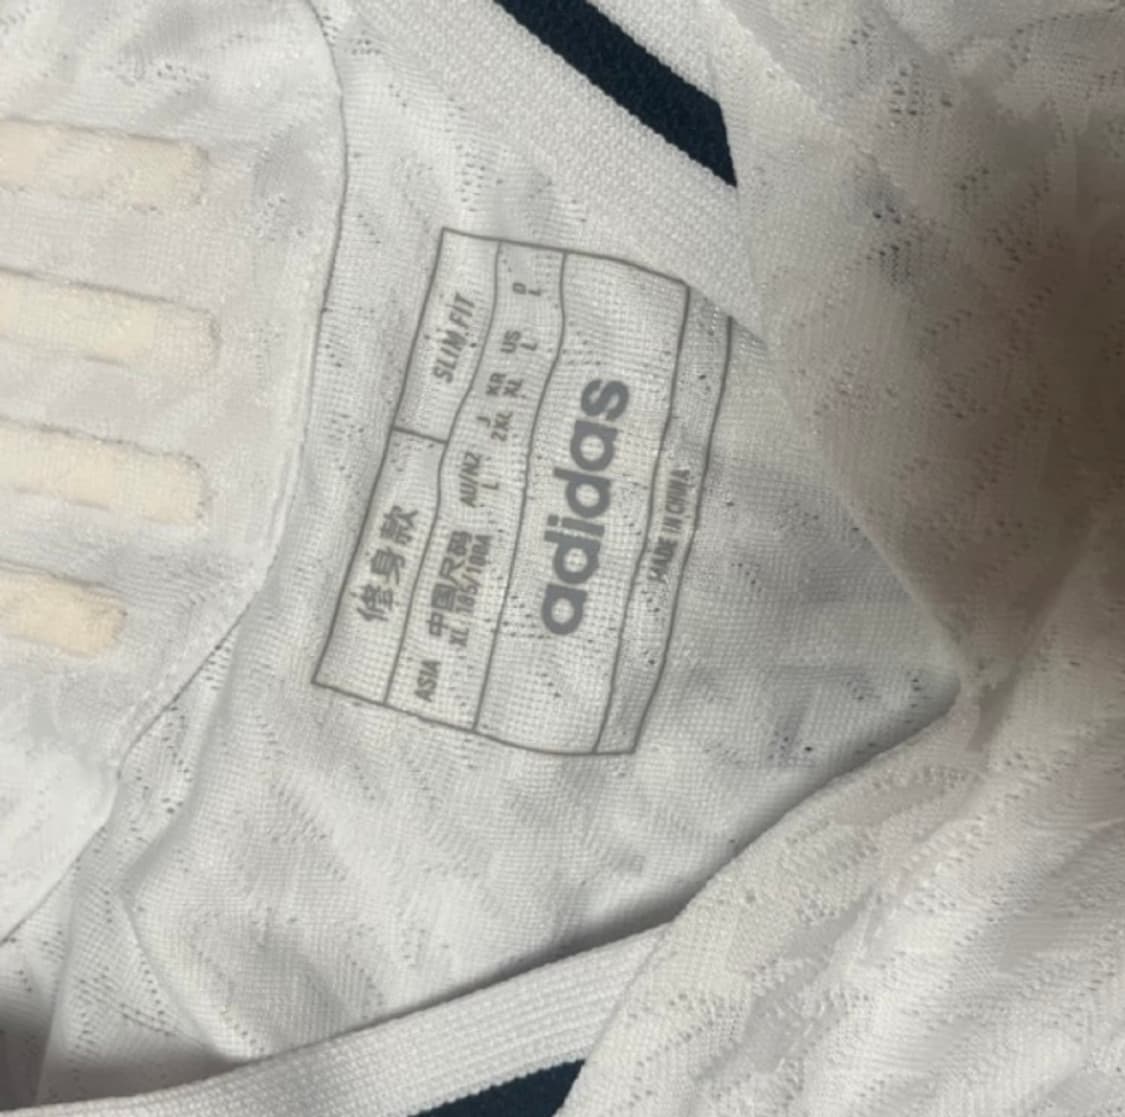 修身款 SLIM FIT
ASIA 中国尺码 AU/NZ J KR US D
XL 185/108A L 2XL XL L L
adidas
MADE IN CHINA